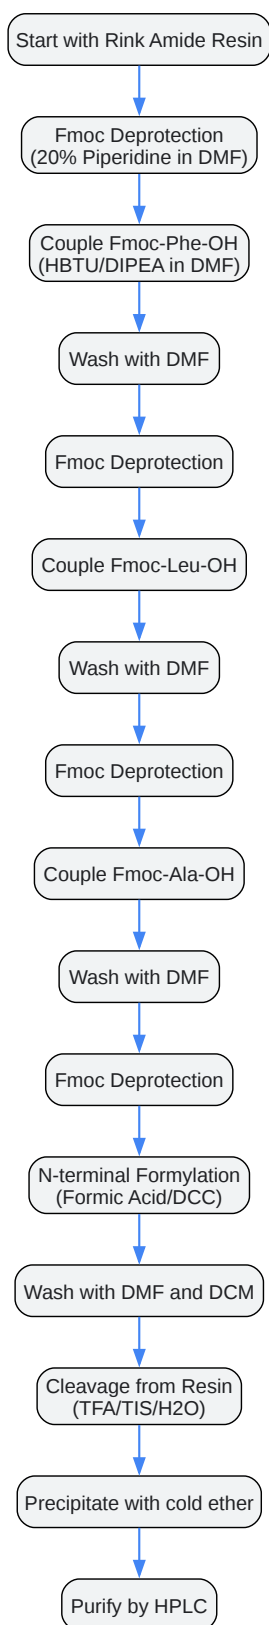 Start with Rink Amide Resin
Fmoc Deprotection
(20% Piperidine in DMF)
Couple Fmoc-Phe-OH
(HBTU/DIPEA in DMF)
Wash with DMF
Fmoc Deprotection
Couple Fmoc-Leu-OH
Wash with DMF
Fmoc Deprotection
Couple Fmoc-Ala-OH
Wash with DMF
Fmoc Deprotection
N-terminal Formylation
(Formic Acid/DCC)
Wash with DMF and DCM
Cleavage from Resin
(TFA/TIS/H2O)
Precipitate with cold ether
Purify by HPLC